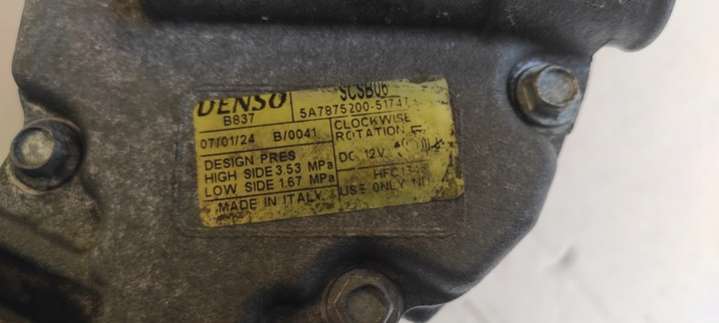 DENSO
SCSB06
B837
5A7875200-5174
07/01/24 B/0041
CLOCKWISE
ROTATION
DESIGN PRES
HIGH SIDE 3.53 MPa
LOW SIDE 1.67 MPa
DC 12V
MADE IN ITALY
USE ONLY